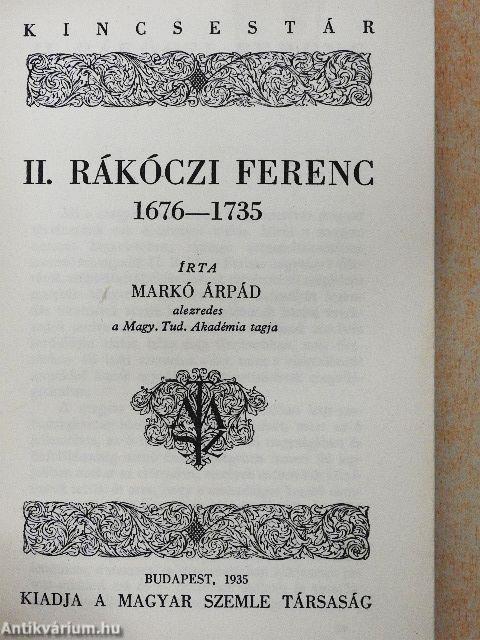 KINCSESTÁR
II. RÁKÓCZI FERENC
1676—1735
ÍRTA
MARKÓ ÁRPÁD
alezredes
a Magy. Tud. Akadémia tagja
BUDAPEST, 1935
KIADJA A MAGYAR SZEMLE TÁRSASÁG
Antikvárium.hu